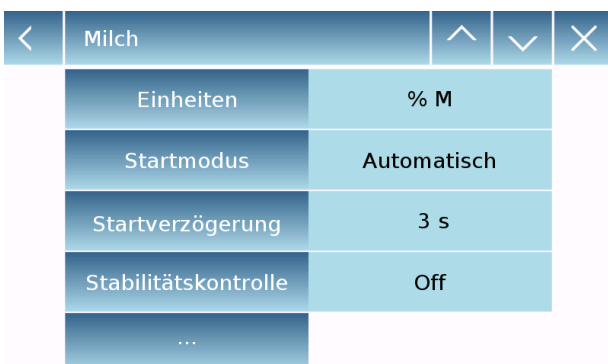 Milch
Einheiten % M
Startmodus Automatisch
Startverzögerung 3 s
Stabilitätskontrolle Off
...